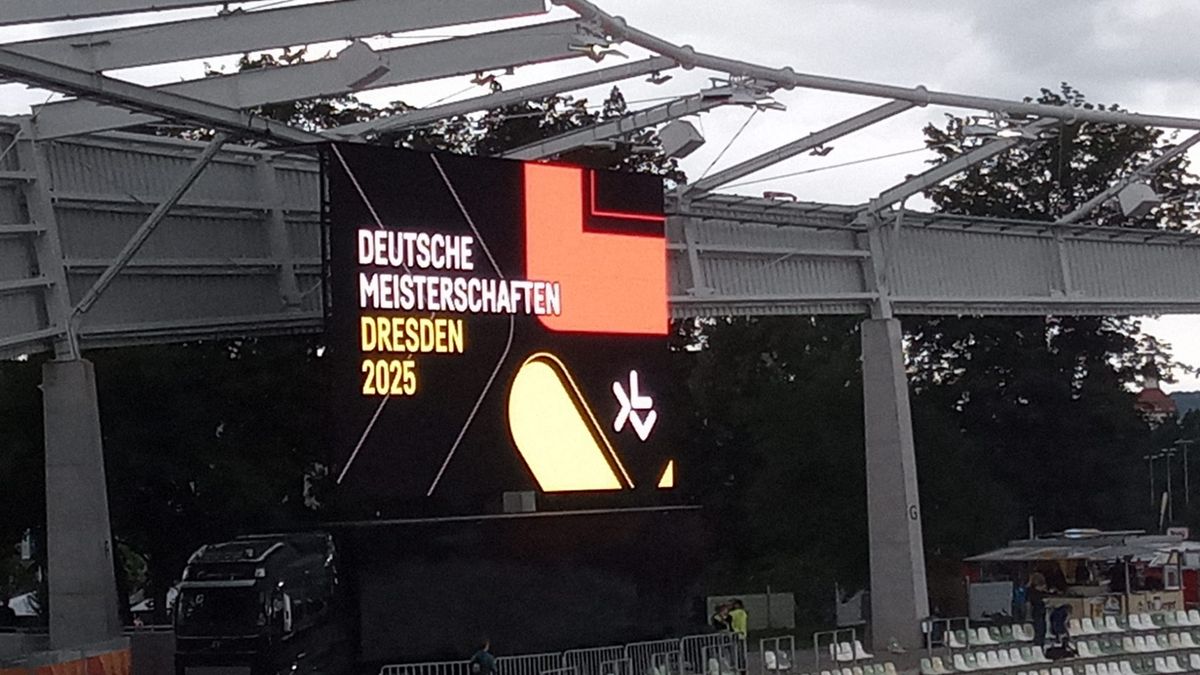 DEUTSCHE
MEISTERSCHAFTEN
DRESDEN
2025
G